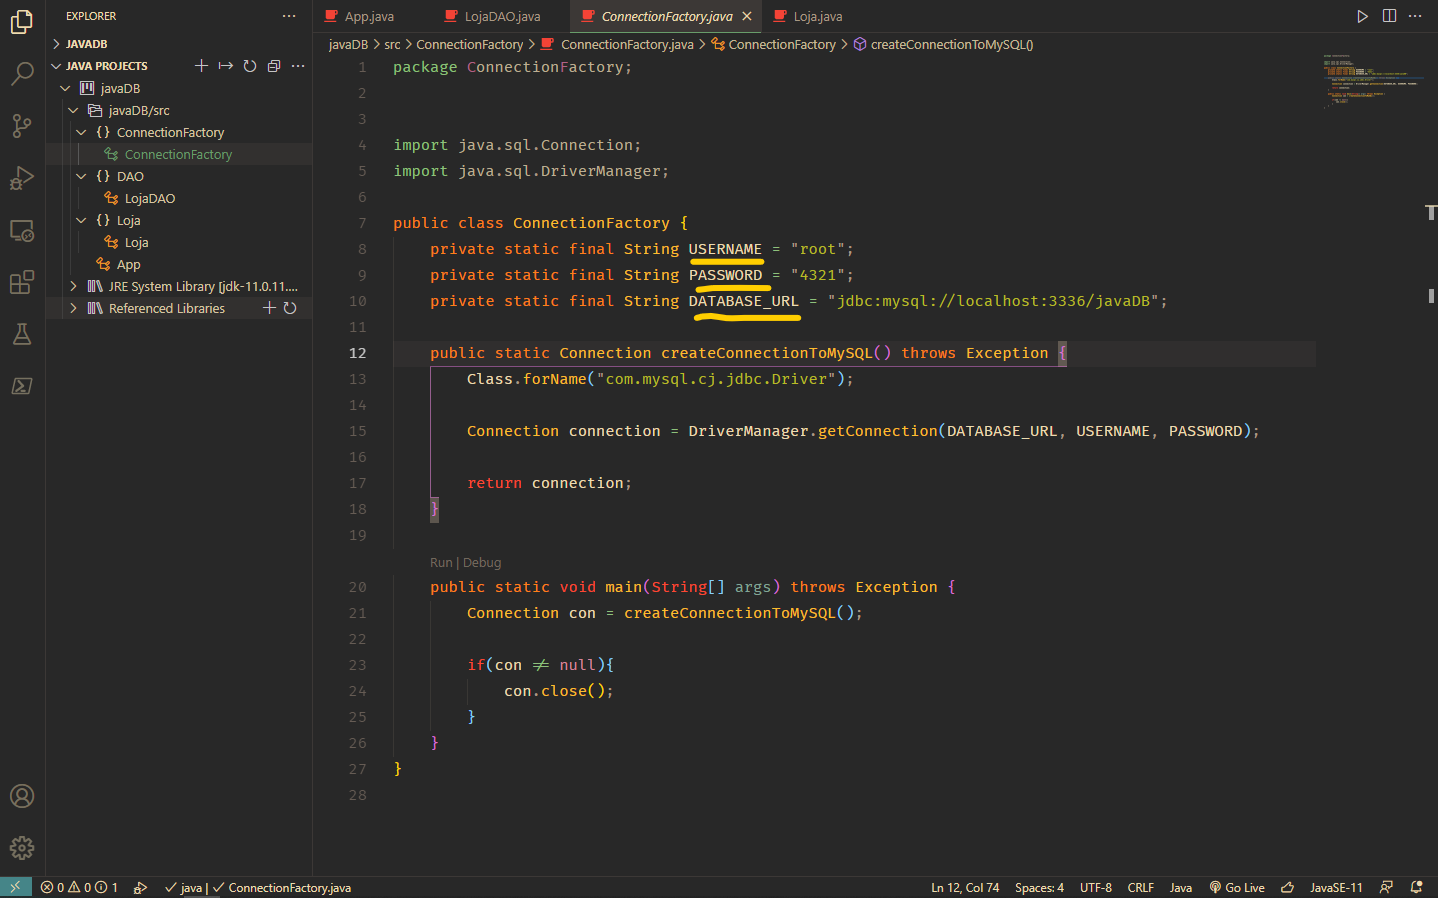 EXPLORER
App.java
LojaDAO.java
ConnectionFactory.java
Loja.java
JAVADB
JAVA PROJECTS
javaDB
javaDB/src
{} ConnectionFactory
ConnectionFactory
{} DAO
LojaDAO
{} Loja
Loja
App
JRE System Library [jdk-11.0.11....
Referenced Libraries
javaDB > src > ConnectionFactory > ConnectionFactory.java > ConnectionFactory > createConnectionToMySQL()
1 package ConnectionFactory;
2
3
4 import java.sql.Connection;
5 import java.sql.DriverManager;
6
7 public class ConnectionFactory {
8 private static final String USERNAME = "root";
9 private static final String PASSWORD = "4321";
10 private static final String DATABASE_URL = "jdbc:mysql://localhost:3336/javaDB";
11
12 public static Connection createConnectionToMySQL() throws Exception {
13 Class.forName("com.mysql.cj.jdbc.Driver");
14
15 Connection connection = DriverManager.getConnection(DATABASE_URL, USERNAME, PASSWORD);
16
17 return connection;
18 }
19
Run | Debug
20 public static void main(String[] args) throws Exception {
21 Connection con = createConnectionToMySQL();
22
23 if(con ≠ null){
24 con.close();
25 }
26 }
27 }
28
0 0 1 java | ConnectionFactory.java
Ln 12, Col 74 Spaces: 4 UTF-8 CRLF Java Go Live JavaSE-11